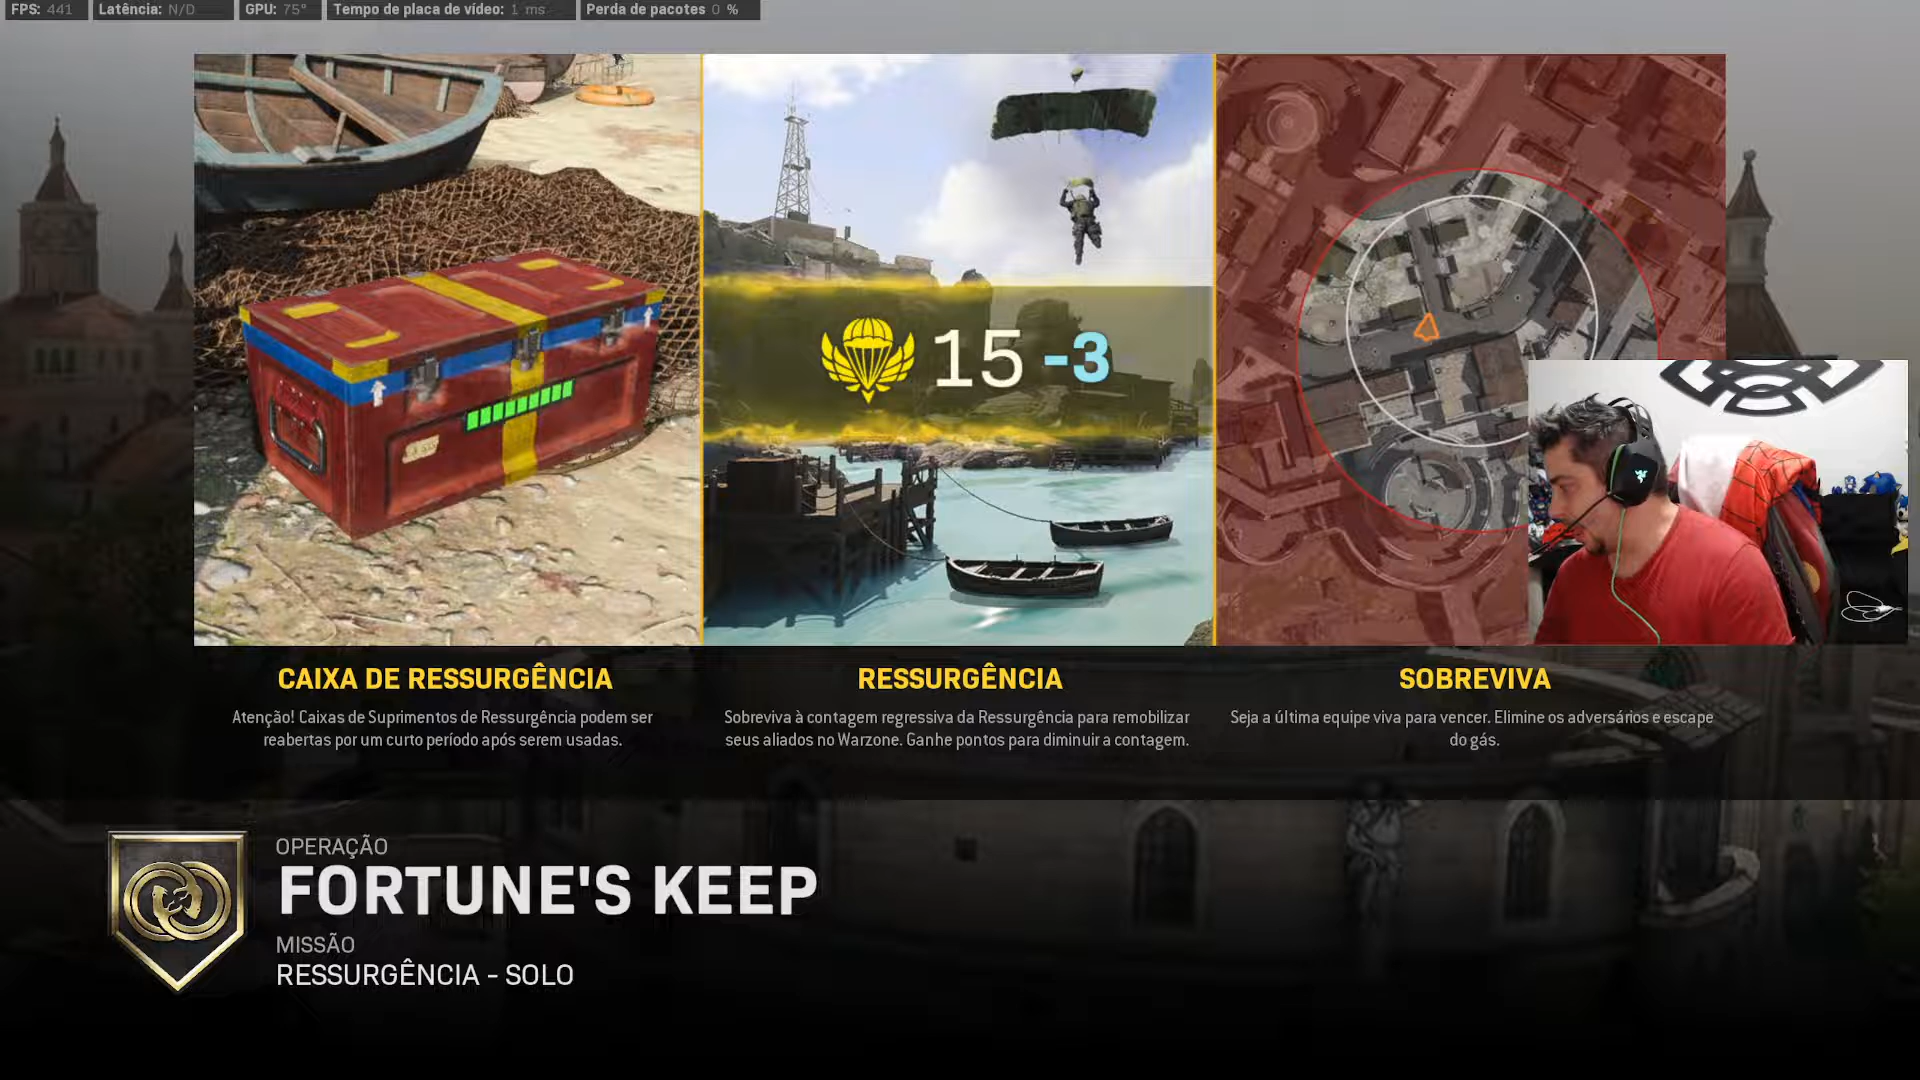 FPS: 441 Latência: N/D GPU: 75° Tempo de placa de vídeo: 1 ms Perda de pacotes 0 %
15 -3
CAIXA DE RESSURGÊNCIA
Atenção! Caixas de Suprimentos de Ressurgência podem ser
reabertas por um curto período após serem usadas.
RESSURGÊNCIA
Sobreviva à contagem regressiva da Ressurgência para remobilizar
seus aliados no Warzone. Ganhe pontos para diminuir a contagem.
SOBREVIVA
Seja a última equipe viva para vencer. Elimine os adversários e escape
do gás.
OPERAÇÃO
FORTUNE'S KEEP
MISSÃO
RESSURGÊNCIA - SOLO